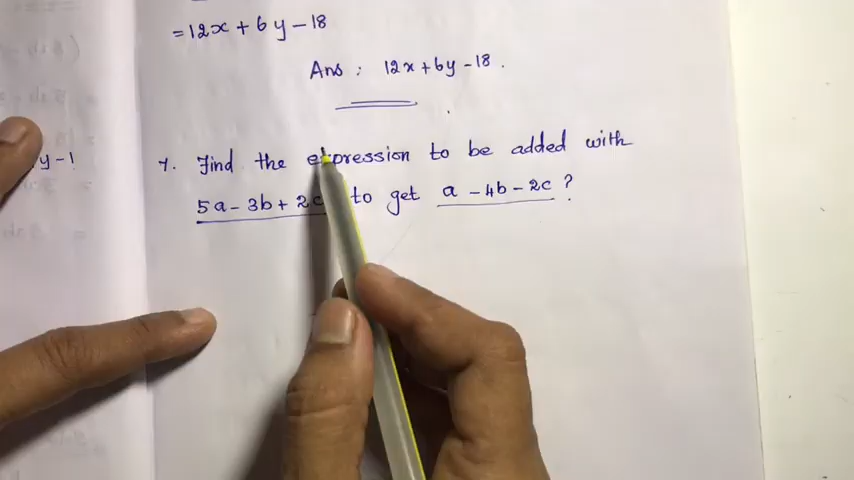 = 12x + 6y - 18
Ans : 12x + 6y - 18 .
y - 1
7. Find the expression to be added with
5a - 3b + 2c to get a - 4b - 2c ?